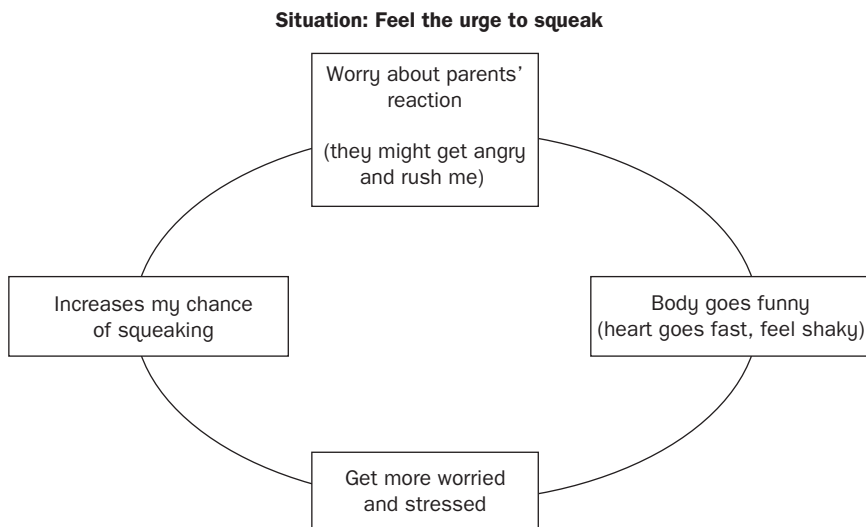 Situation: Feel the urge to squeak
Worry about parents’
reaction
(they might get angry
and rush me)
Body goes funny
(heart goes fast, feel shaky)
Get more worried
and stressed
Increases my chance
of squeaking